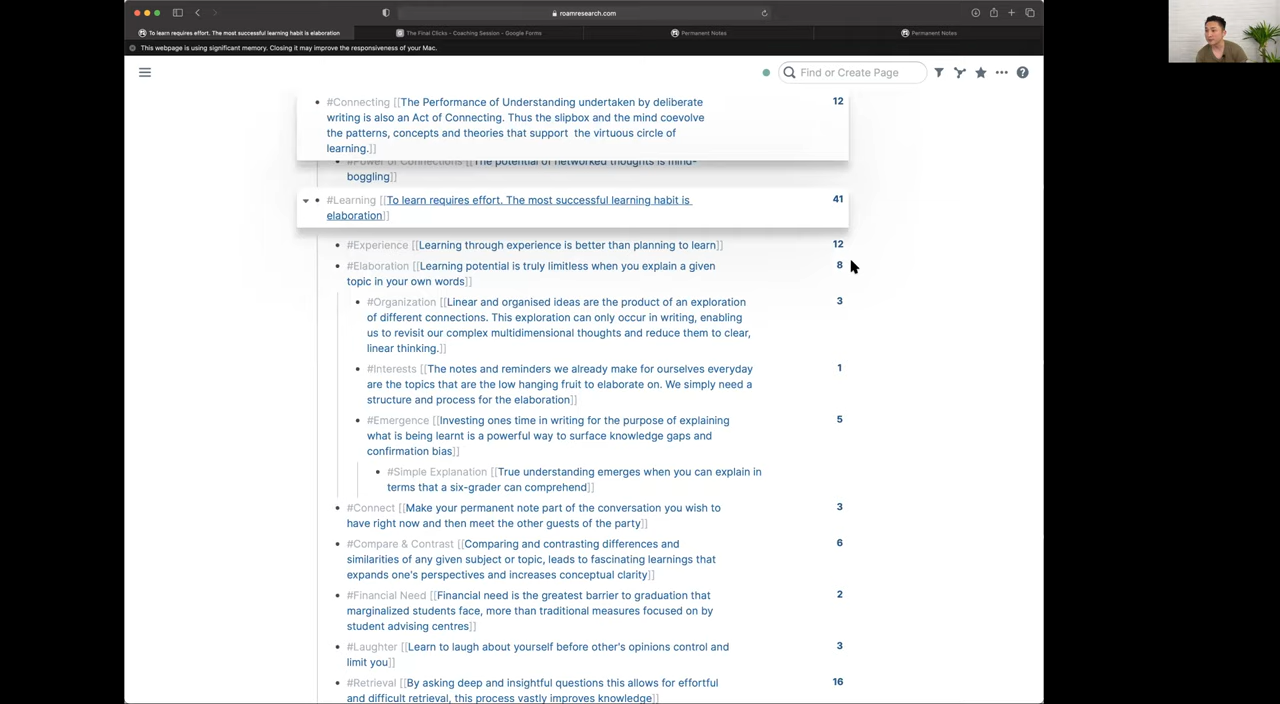 roamresearch.com
To learn requires effort. The most successful learning habit is elaboration
The Final Clicks - Coaching Session - Google Forms
Permanent Notes
Permanent Notes
This webpage is using significant memory. Closing it may improve the responsiveness of your Mac.
Find or Create Page
#Connecting [[The Performance of Understanding undertaken by deliberate 12
writing is also an Act of Connecting. Thus the slipbox and the mind coevolve
the patterns, concepts and theories that support the virtuous circle of
learning.]]
#Power of Connections [[The potential of networked thoughts is mind-
boggling]]
#Learning [[To learn requires effort. The most successful learning habit is 41
elaboration]]
#Experience [[Learning through experience is better than planning to learn]] 12
#Elaboration [[Learning potential is truly limitless when you explain a given 8
topic in your own words]]
#Organization [[Linear and organised ideas are the product of an exploration 3
of different connections. This exploration can only occur in writing, enabling
us to revisit our complex multidimensional thoughts and reduce them to clear,
linear thinking.]]
#Interests [[The notes and reminders we already make for ourselves everyday 1
are the topics that are the low hanging fruit to elaborate on. We simply need a
structure and process for the elaboration]]
#Emergence [[Investing ones time in writing for the purpose of explaining 5
what is being learnt is a powerful way to surface knowledge gaps and
confirmation bias]]
#Simple Explanation [[True understanding emerges when you can explain in
terms that a six-grader can comprehend]]
#Connect [[Make your permanent note part of the conversation you wish to 3
have right now and then meet the other guests of the party]]
#Compare & Contrast [[Comparing and contrasting differences and 6
similarities of any given subject or topic, leads to fascinating learnings that
expands one's perspectives and increases conceptual clarity]]
#Financial Need [[Financial need is the greatest barrier to graduation that 2
marginalized students face, more than traditional measures focused on by
student advising centres]]
#Laughter [[Learn to laugh about yourself before other's opinions control and 3
limit you]]
#Retrieval [[By asking deep and insightful questions this allows for effortful 16
and difficult retrieval, this process vastly improves knowledge]]